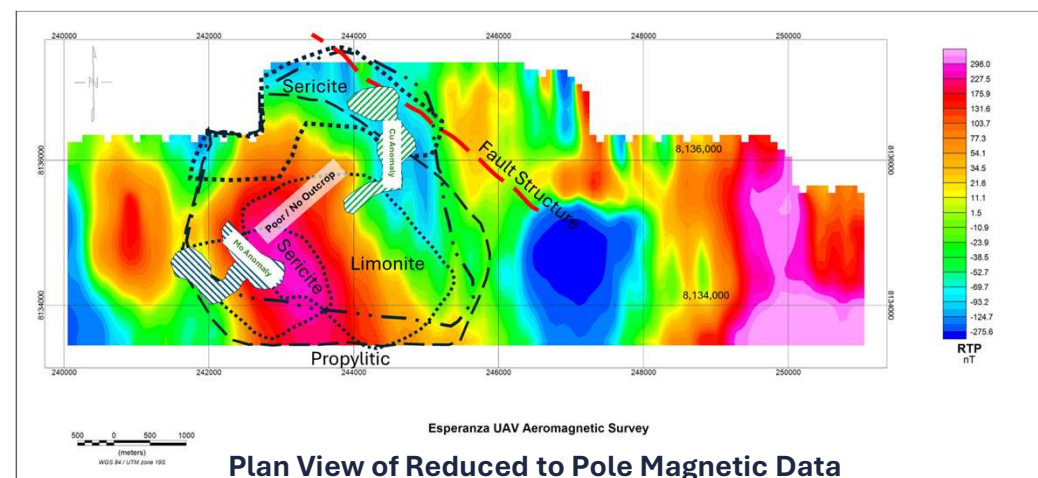 240000 242000 244000 246000 248000 250000
N
Sericite
Cu Anomaly
Fault Structure
8136000 8,136,000 8136000
Poor / No Outcrop
Mo Anomaly
Sericite
Limonite
8134000 8,134,000 8134000
Propylitic
240000 242000 244000 246000 248000 250000
298.0
227.5
175.9
131.6
103.7
77.3
54.1
34.5
21.6
11.1
1.5
-10.9
-23.9
-38.5
-52.7
-69.7
-93.2
-124.7
-275.6
RTP
nT
Esperanza UAV Aeromagnetic Survey
500 0 500 1000
(meters)
WGS 84 / UTM zone 19S
Plan View of Reduced to Pole Magnetic Data